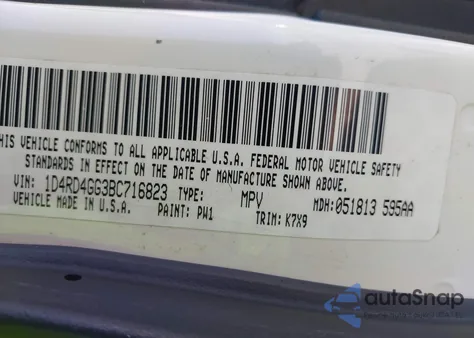 THIS VEHICLE CONFORMS TO ALL APPLICABLE U.S.A. FEDERAL MOTOR VEHICLE SAFETY
STANDARDS IN EFFECT ON THE DATE OF MANUFACTURE SHOWN ABOVE.
VIN: 1D4RD4GG3BC716823 TYPE: MPV MDH:051813 595AA
VEHICLE MADE IN U.S.A. PAINT: PW1 TRIM: K7X9
autoSnap